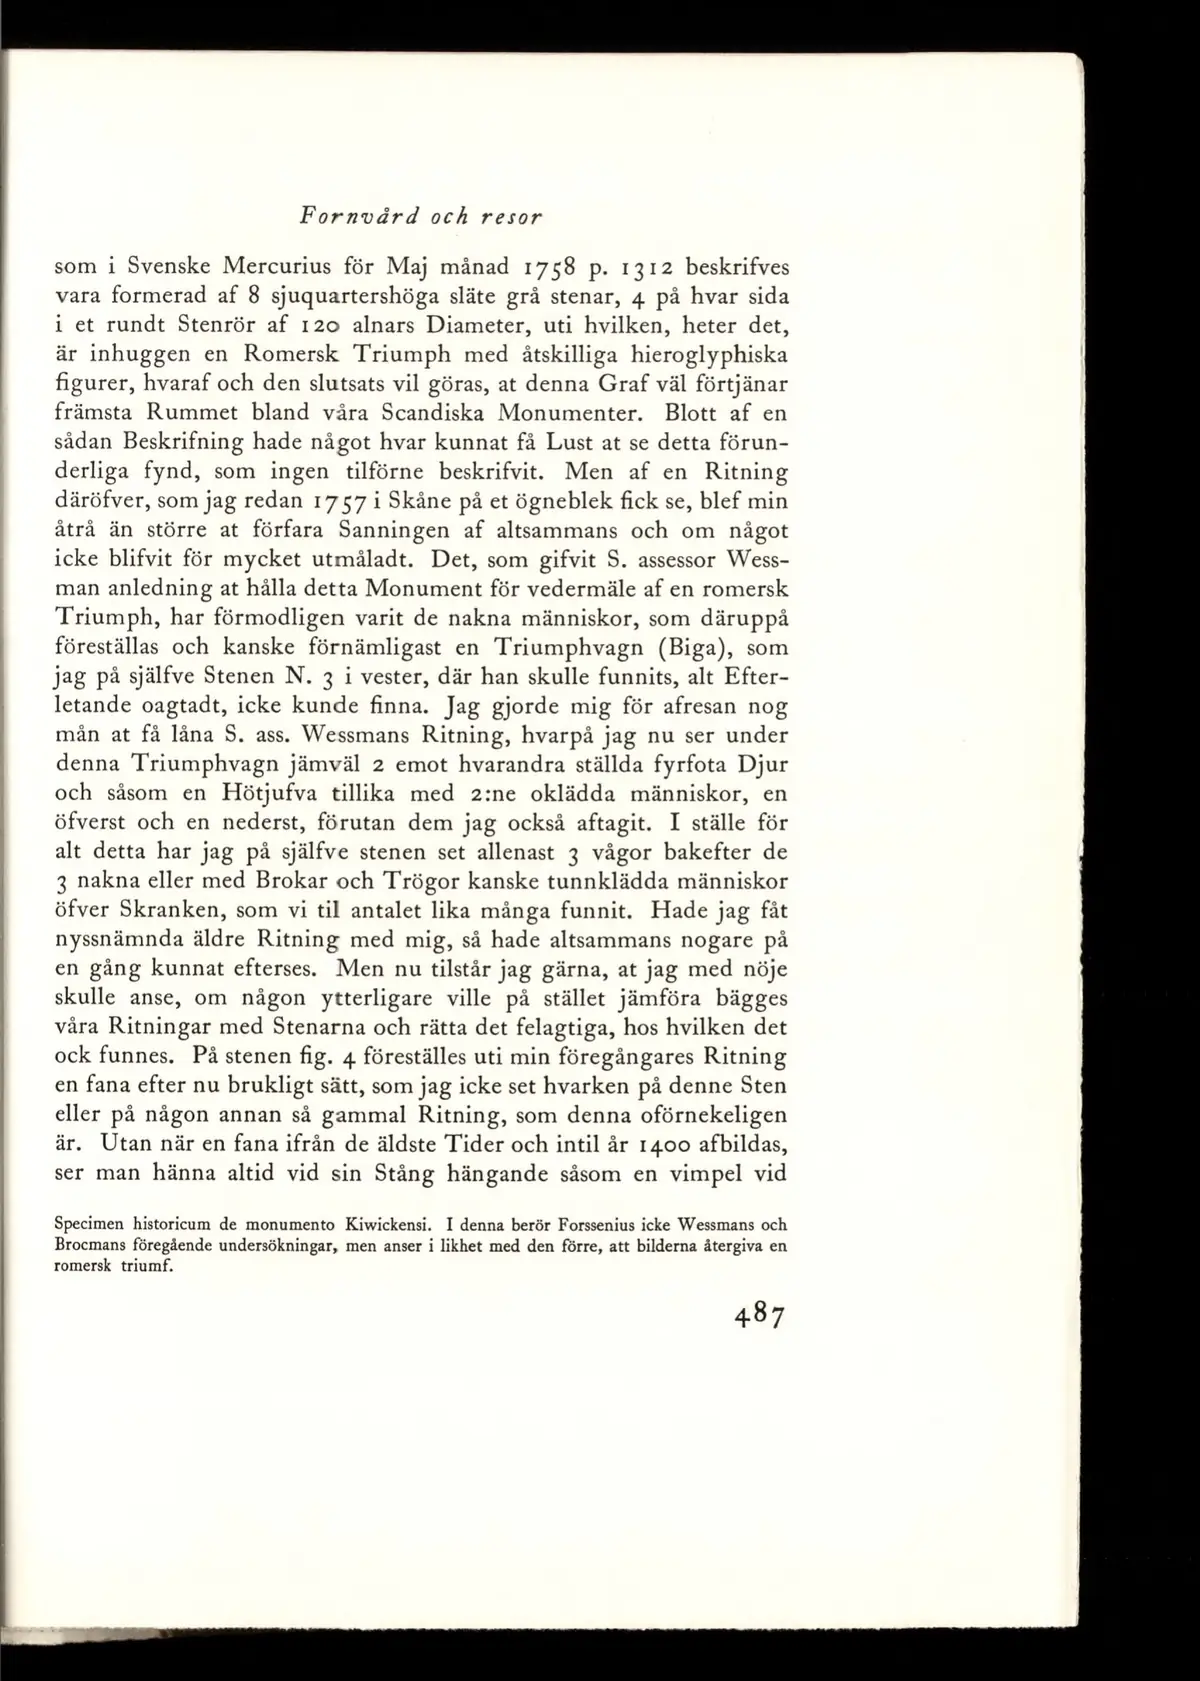 Fornvård och resor
som i Svenske Mercurius för Maj månad 1758 p. 1312 beskrifves
vara formerad af 8 sjuquartershöga släte grå stenar, 4 på hvar sida
i et rundt Stenrör af 120 alnars Diameter, uti hvilken, heter det,
är inhuggen en Romersk Triumph med åtskilliga hieroglyphiska
figurer, hvaraf och den slutsats vil göras, at denna Graf väl förtjänar
främsta Rummet bland våra Scandiska Monumenter. Blott af en
sådan Beskrifning hade något hvar kunnat få Lust at se detta förun-
derliga fynd, som ingen tilförne beskrifvit. Men af en Ritning
däröfver, som jag redan 1757 i Skåne på et ögneblek fick se, blef min
åtrå än större at förfara Sanningen af altsammans och om något
icke blifvit för mycket utmåladt. Det, som gifvit S. assessor Wess-
man anledning at hålla detta Monument för vedermäle af en romersk
Triumph, har förmodligen varit de nakna människor, som däruppå
föreställas och kanske förnämligast en Triumphvagn (Biga), som
jag på själfve Stenen N. 3 i vester, där han skulle funnits, alt Efter-
letande oagtadt, icke kunde finna. Jag gjorde mig för afresan nog
mån at få låna S. ass. Wessmans Ritning, hvarpå jag nu ser under
denna Triumphvagn jämväl 2 emot hvarandra ställda fyrfota Djur
och såsom en Hötjufva tillika med 2:ne oklädda människor, en
öfverst och en nederst, förutan dem jag också aftagit. I ställe för
alt detta har jag på själfve stenen set allenast 3 vågor bakefter de
3 nakna eller med Brokar och Trögor kanske tunnklädda människor
öfver Skranken, som vi til antalet lika många funnit. Hade jag fåt
nyssnämnda äldre Ritning med mig, så hade altsammans nogare på
en gång kunnat efterses. Men nu tilstår jag gärna, at jag med nöje
skulle anse, om någon ytterligare ville på stället jämföra bägges
våra Ritningar med Stenarna och rätta det felagtiga, hos hvilken det
ock funnes. På stenen fig. 4 föreställes uti min föregångares Ritning
en fana efter nu brukligt sätt, som jag icke set hvarken på denne Sten
eller på någon annan så gammal Ritning, som denna oförnekeligen
är. Utan när en fana ifrån de äldste Tider och intil år 1400 afbildas,
ser man hänna altid vid sin Stång hängande såsom en vimpel vid
Specimen historicum de monumento Kiwickensi. I denna berör Forssenius icke Wessmans och
Brocmans föregående undersökningar, men anser i likhet med den förre, att bilderna återgiva en
romersk triumf.
487